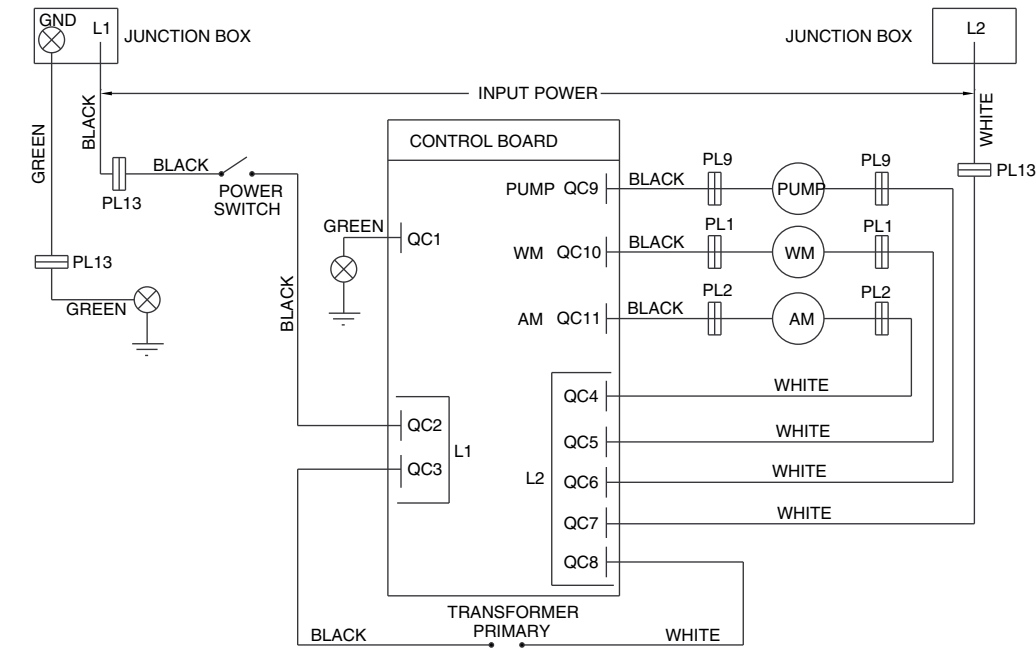 GND
L1
JUNCTION BOX
JUNCTION BOX
L2
INPUT POWER
BLACK
GREEN
WHITE
CONTROL BOARD
BLACK
PL13
POWER
SWITCH
PL13
PUMP QC9
BLACK
PL9
PUMP
PL9
GREEN
QC1
WM QC10
BLACK
PL1
WM
PL1
PL13
GREEN
BLACK
AM QC11
BLACK
PL2
AM
PL2
QC4
WHITE
QC2
L1
QC5
WHITE
QC3
L2
QC6
WHITE
QC7
WHITE
QC8
TRANSFORMER
PRIMARY
BLACK
WHITE